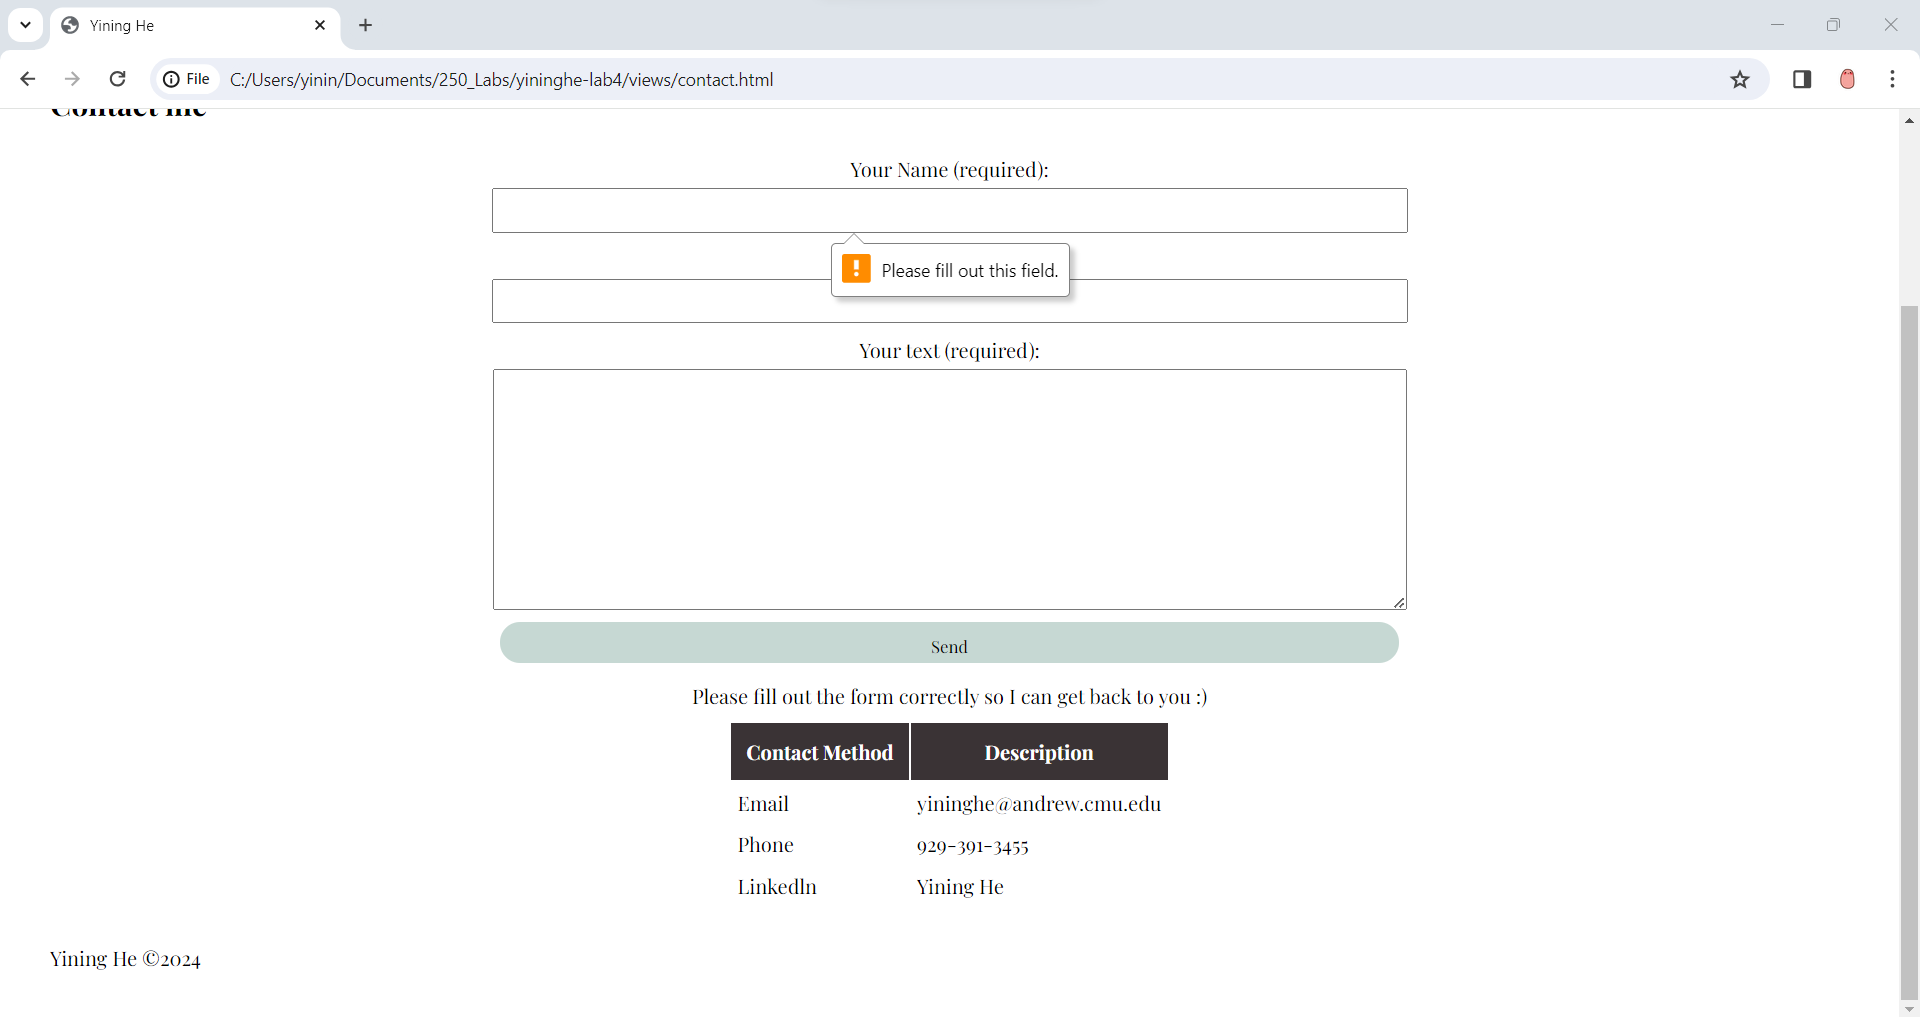 Yining He
File C:/Users/yinin/Documents/250_Labs/yininghe-lab4/views/contact.html
Contact me
Your Name (required):
Please fill out this field.
Your text (required):
Send
Please fill out the form correctly so I can get back to you :)
Contact Method Description
Email yininghe@andrew.cmu.edu
Phone 929-391-3455
LinkedIn Yining He
Yining He ©2024